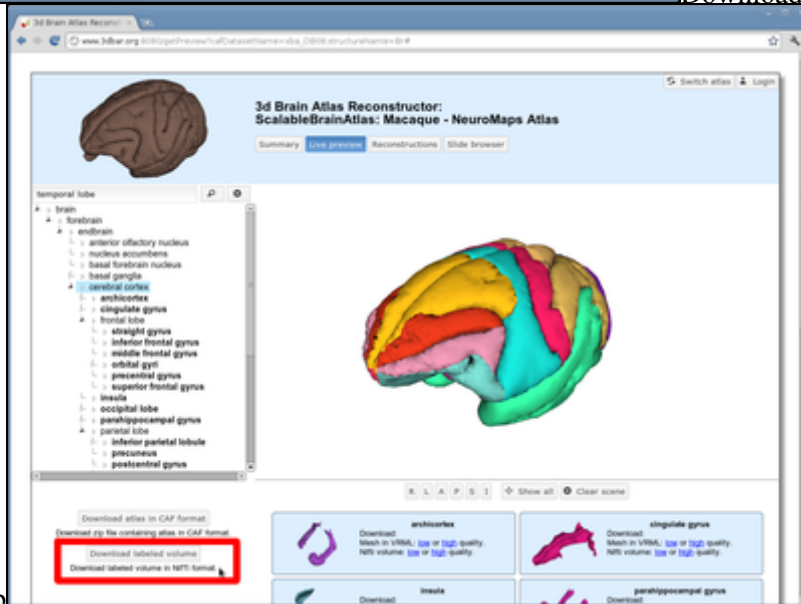 3d Brain Atlas Reconst
www.3dbar.org:8080/getPreview?cafDatasetName=sba_DB08;structureName=Br#
Switch atlas Login
3d Brain Atlas Reconstructor:
ScalableBrainAtlas: Macaque - NeuroMaps Atlas
Summary Live preview Reconstructions Slide browser
temporal lobe
brain
forebrain
endbrain
anterior olfactory nucleus
nucleus accumbens
basal forebrain nucleus
basal ganglia
cerebral cortex
archicortex
cingulate gyrus
frontal lobe
straight gyrus
inferior frontal gyrus
middle frontal gyrus
orbital gyri
precentral gyrus
superior frontal gyrus
insula
occipital lobe
parahippocampal gyrus
parietal lobe
inferior parietal lobule
precuneus
postcentral gyrus
R L A P S I Show all Clear scene
Download atlas in CAF format
Download zip file containing atlas in CAF format
Download labeled volume
Download labeled volume in NIfTI format.
archicortex
Download:
Mesh in VRML: low or high quality.
Nifti volume: low or high quality.
cingulate gyrus
Download:
Mesh in VRML: low or high quality.
Nifti volume: low or high quality.
insula
Download:
parahippocampal gyrus
Download: